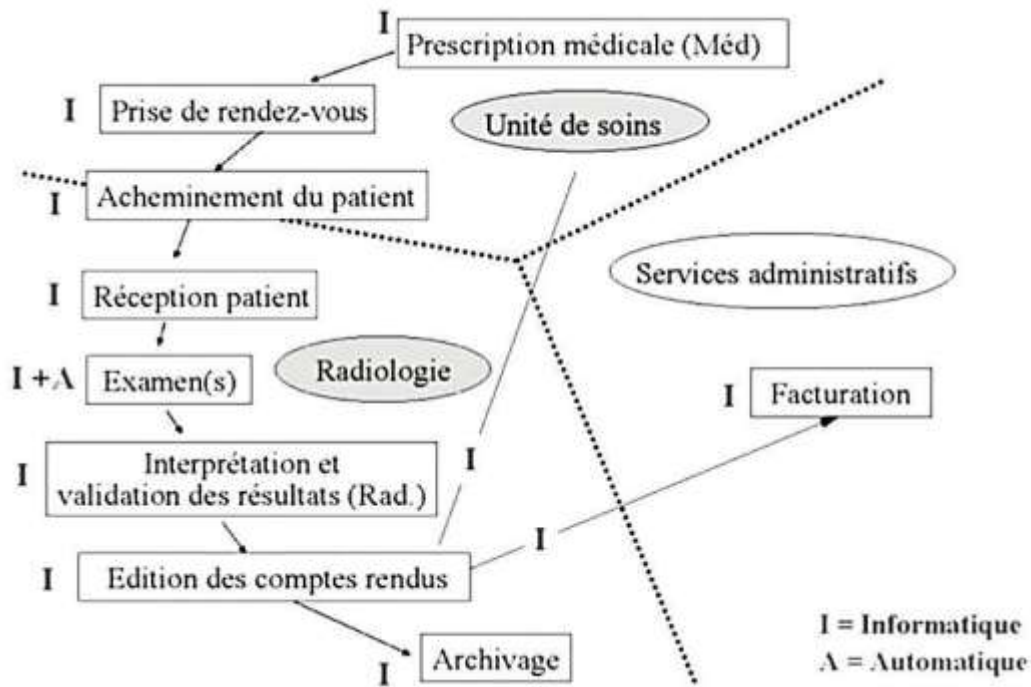 I
Prescription médicale (Méd)
I
Prise de rendez-vous
Unité de soins
I
Acheminement du patient
Services administratifs
I
Réception patient
I + A
Examen(s)
Radiologie
I
Facturation
I
Interprétation et
validation des résultats (Rad.)
I
I
I
Edition des comptes rendus
I
Archivage
I = Informatique
A = Automatique